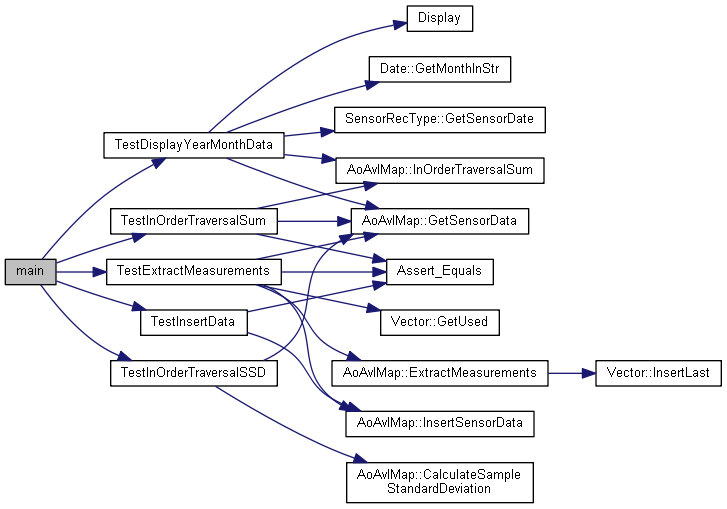 Display
Date::GetMonthInStr
SensorRecType::GetSensorDate
TestDisplayYearMonthData
AoAvlMap::InOrderTraversalSum
TestInOrderTraversalSum
AoAvlMap::GetSensorData
main
TestExtractMeasurements
Assert_Equals
TestInsertData
Vector::GetUsed
TestInOrderTraversalSSD
AoAvlMap::ExtractMeasurements
Vector::InsertLast
AoAvlMap::InsertSensorData
AoAvlMap::CalculateSample
StandardDeviation